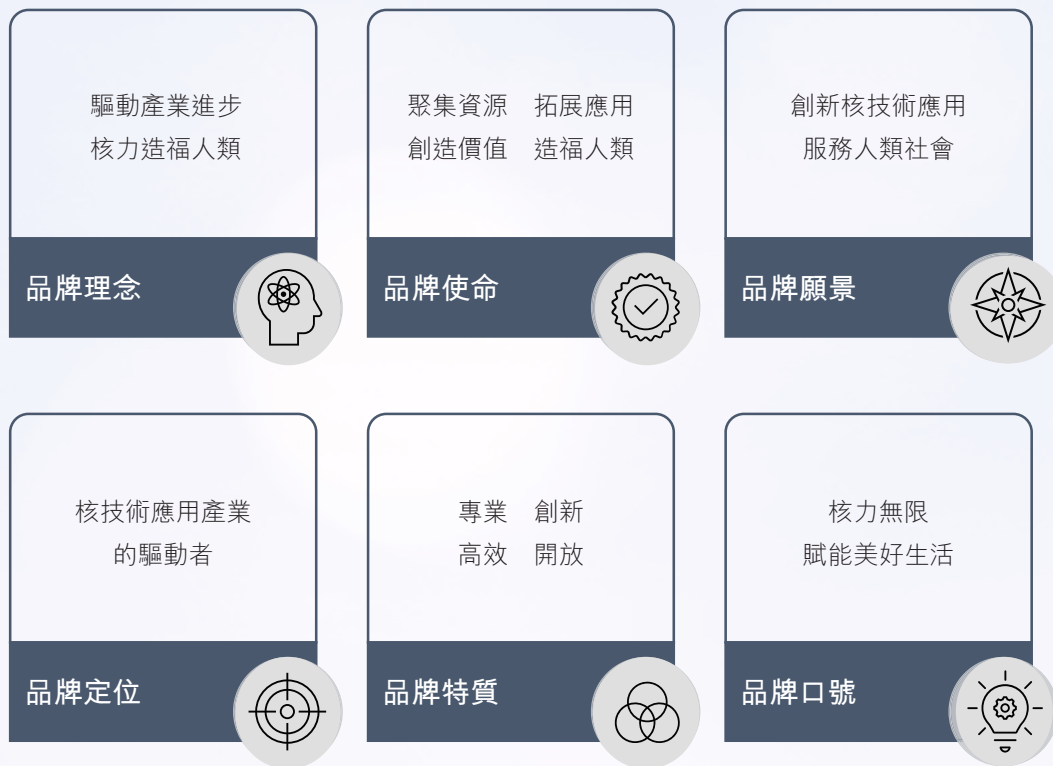 驅動產業進步
核力造福人類
品牌理念
聚集資源　拓展應用
創造價值　造福人類
品牌使命
創新核技術應用
服務人類社會
品牌願景
核技術應用產業
的驅動者
品牌定位
專業　創新
高效　開放
品牌特質
核力無限
賦能美好生活
品牌口號